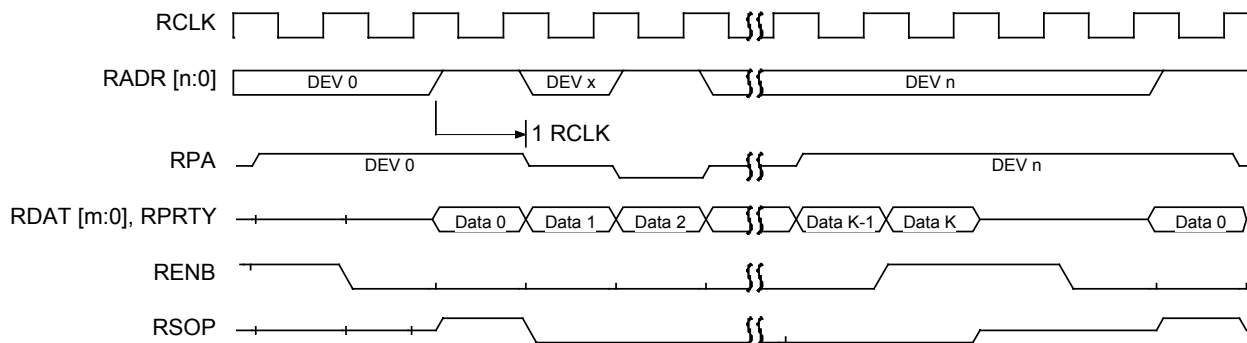 RCLK
RADR [n:0] DEV 0 DEV x DEV n
1 RCLK
RPA DEV 0 DEV n
RDAT [m:0], RPRTY Data 0 Data 1 Data 2 Data K-1 Data K Data 0
RENB
RSOP